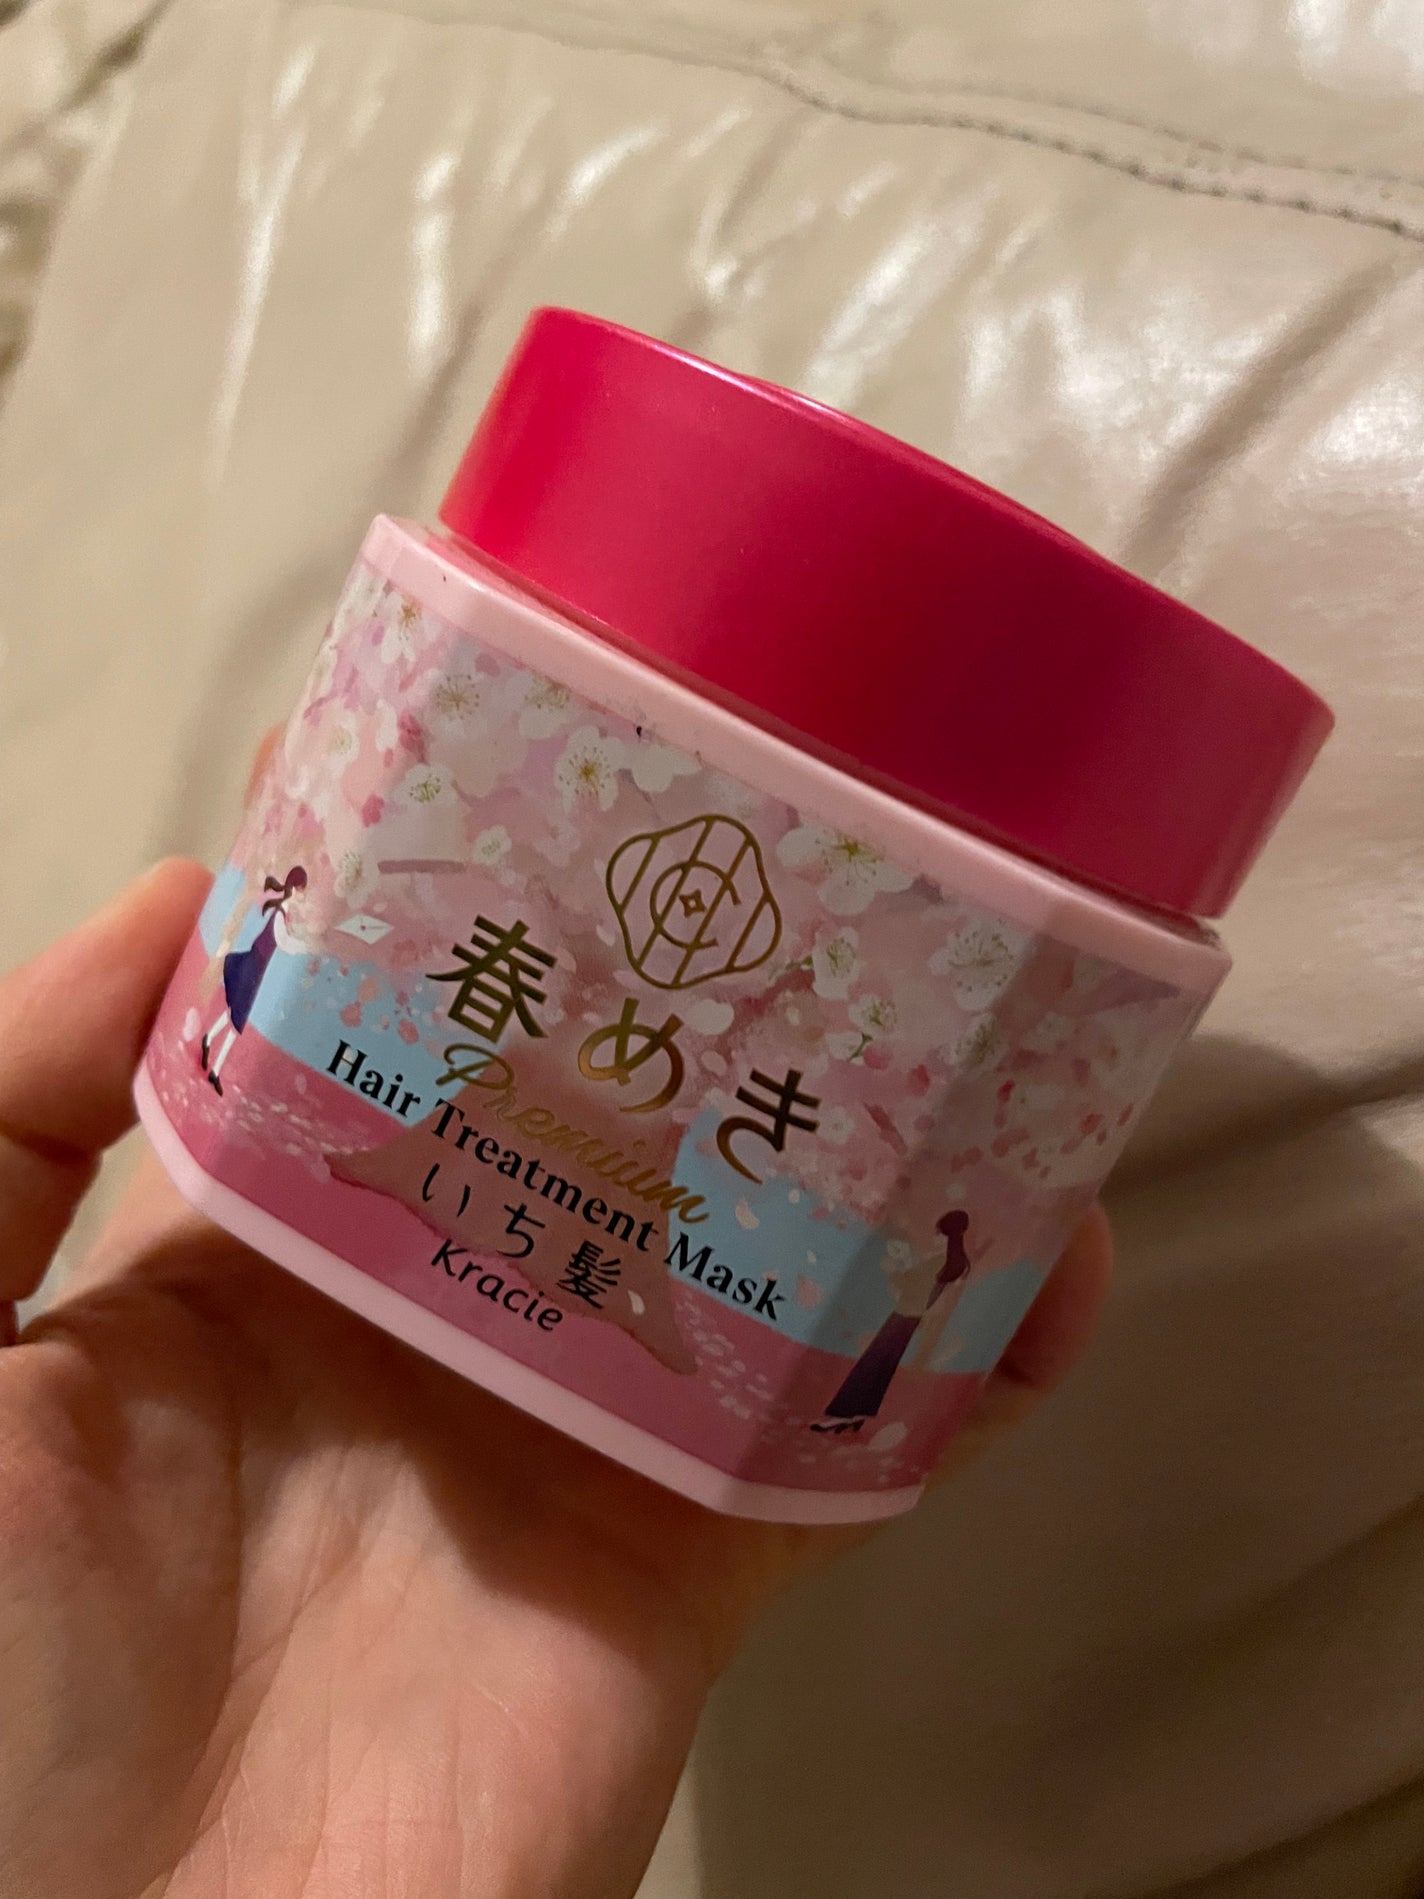 春めき
Premium
Hair Treatment Mask
いち髪
Kracie